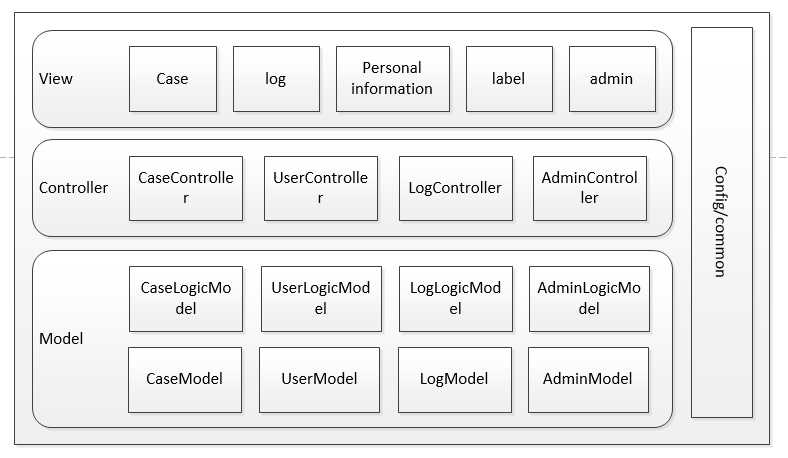 View
Case
log
Personal
information
label
admin
Controller
CaseControlle
r
UserControlle
r
LogController
AdminControl
ler
Model
CaseLogicMo
del
UserLogicMod
el
LogLogicMod
el
AdminLogicMo
del
CaseModel
UserModel
LogModel
AdminModel
Config/common